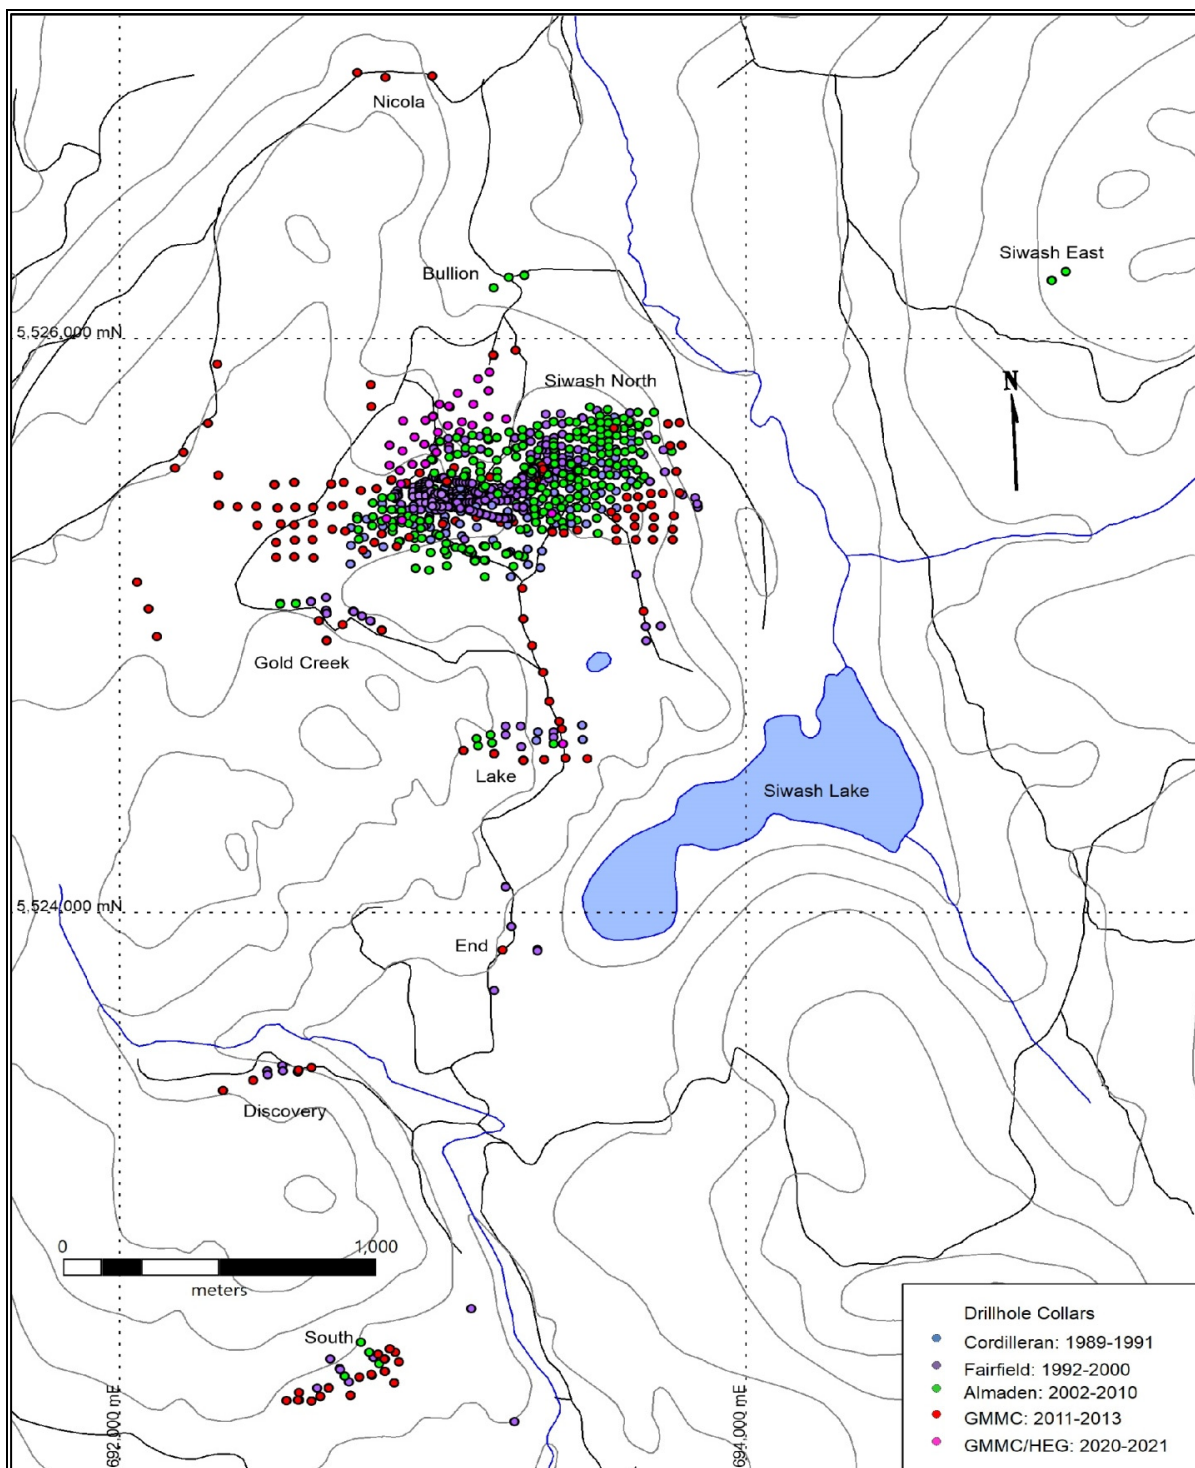 Nicola
Siwash East
Bullion
5,526,000 mN
N
Siwash North
Gold Creek
Lake
Siwash Lake
5,524,000 mN
End
Discovery
0 1,000
meters
South
692,000 mE
694,000 mE
Drillhole Collars
Cordilleran: 1989-1991
Fairfield: 1992-2000
Almaden: 2002-2010
GMMC: 2011-2013
GMMC/HEG: 2020-2021